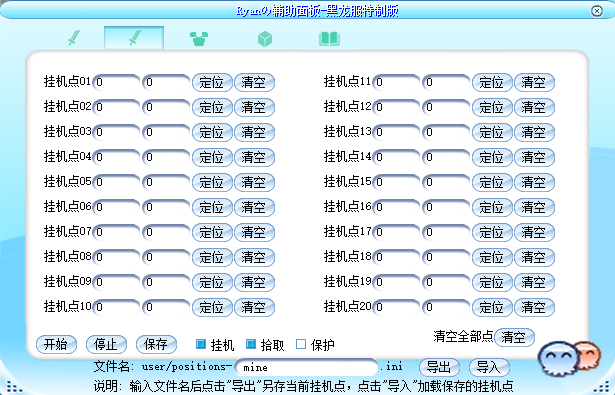 Ryanの辅助面板-黑龙服特制版
挂机点01 0 0 定位 清空 挂机点11 0 0 定位 清空
挂机点02 0 0 定位 清空 挂机点12 0 0 定位 清空
挂机点03 0 0 定位 清空 挂机点13 0 0 定位 清空
挂机点04 0 0 定位 清空 挂机点14 0 0 定位 清空
挂机点05 0 0 定位 清空 挂机点15 0 0 定位 清空
挂机点06 0 0 定位 清空 挂机点16 0 0 定位 清空
挂机点07 0 0 定位 清空 挂机点17 0 0 定位 清空
挂机点08 0 0 定位 清空 挂机点18 0 0 定位 清空
挂机点09 0 0 定位 清空 挂机点19 0 0 定位 清空
挂机点10 0 0 定位 清空 挂机点20 0 0 定位 清空
清空全部点 清空
开始 停止 保存 挂机 拾取 保护
文件名: user/positions- mine .ini 导出 导入
说明: 输入文件名后点击"导出"另存当前挂机点，点击"导入"加载保存的挂机点